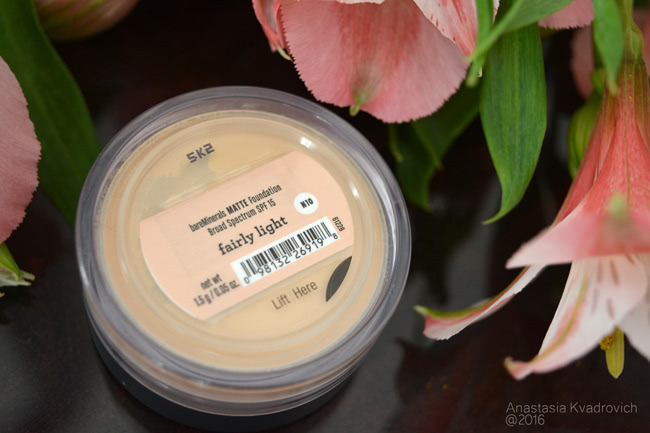 5K2
bareMinerals MATTE Foundation
Broad Spectrum SPF 15
N10
fairly light
0 98132 26919 8
net wt
1.5 g / 0.05 oz.
Lift Here
Anastasia Kvadrovich
@2016